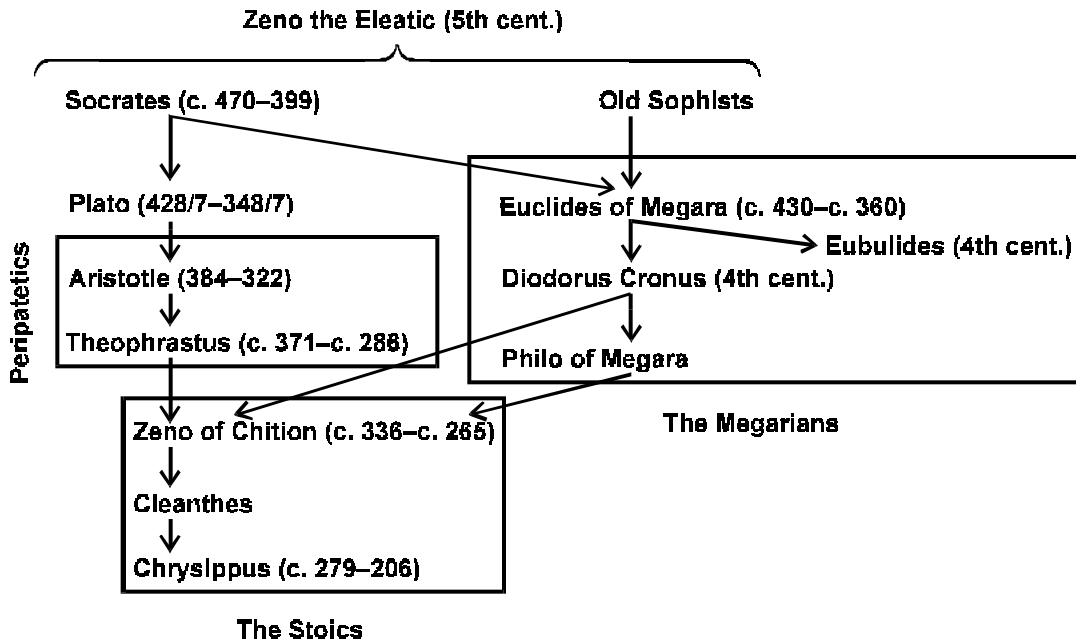 Zeno the Eleatic (5th cent.)
Socrates (c. 470–399)
Old Sophists
Plato (428/7–348/7)
Euclides of Megara (c. 430–c. 360)
Eubulides (4th cent.)
Peripatetics
Aristotle (384–322)
Diodorus Cronus (4th cent.)
Theophrastus (c. 371–c. 286)
Philo of Megara
The Megarians
Zeno of Chition (c. 336–c. 265)
Cleanthes
Chrysippus (c. 279–206)
The Stoics